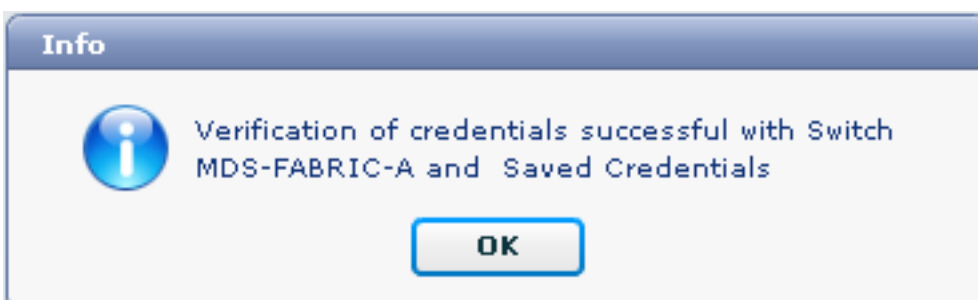 Info
Verification of credentials successful with Switch
MDS-FABRIC-A and  Saved Credentials
OK